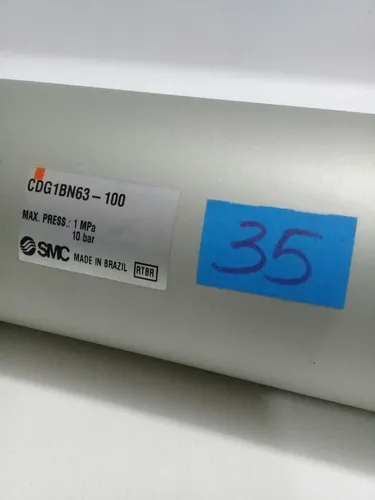 CDG1BN63-100
MAX. PRESS.: 1 MPa
10 bar
SMC MADE IN BRAZIL RTBR
35